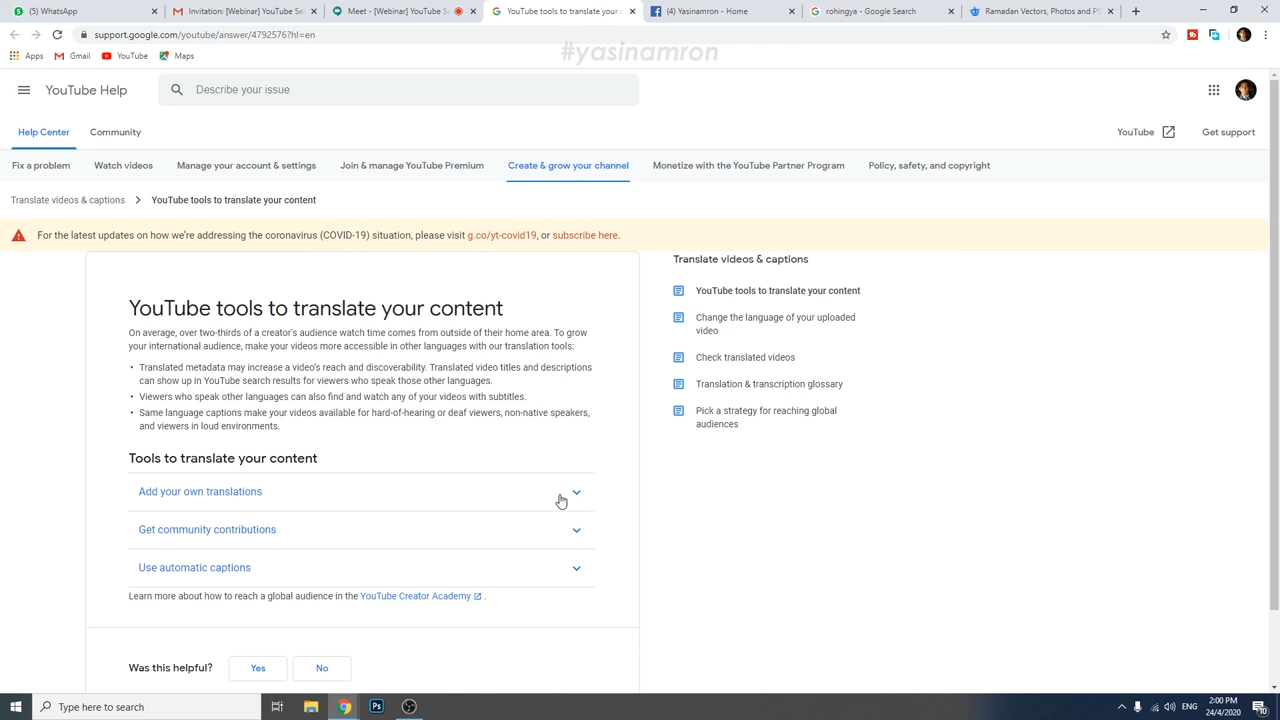 (5) WhatsApp
Invitation: [Webinar] YouTube Se
Meet - [Webinar] YouTube S
YouTube tools to translate your c
(4) Yasinamron - Home
rohingya - Google Search
Ramadan Vectors, Photos and PS
support.google.com/youtube/answer/4792576?hl=en
Apps
Gmail
YouTube
Maps
#yasinamron
YouTube Help
Describe your issue
Help Center
Community
YouTube
Get support
Fix a problem
Watch videos
Manage your account & settings
Join & manage YouTube Premium
Create & grow your channel
Monetize with the YouTube Partner Program
Policy, safety, and copyright
Translate videos & captions
YouTube tools to translate your content
For the latest updates on how we're addressing the coronavirus (COVID-19) situation, please visit g.co/yt-covid19, or subscribe here.
YouTube tools to translate your content
On average, over two-thirds of a creator's audience watch time comes from outside of their home area. To grow
your international audience, make your videos more accessible in other languages with our translation tools:
• Translated metadata may increase a video's reach and discoverability. Translated video titles and descriptions
can show up in YouTube search results for viewers who speak those other languages.
• Viewers who speak other languages can also find and watch any of your videos with subtitles.
• Same language captions make your videos available for hard-of-hearing or deaf viewers, non-native speakers,
and viewers in loud environments.
Tools to translate your content
Add your own translations
Get community contributions
Use automatic captions
Learn more about how to reach a global audience in the YouTube Creator Academy .
Was this helpful?
Yes
No
Translate videos & captions
YouTube tools to translate your content
Change the language of your uploaded
video
Check translated videos
Translation & transcription glossary
Pick a strategy for reaching global
audiences
Type here to search
Ps
ENG
2:00 PM
24/4/2020